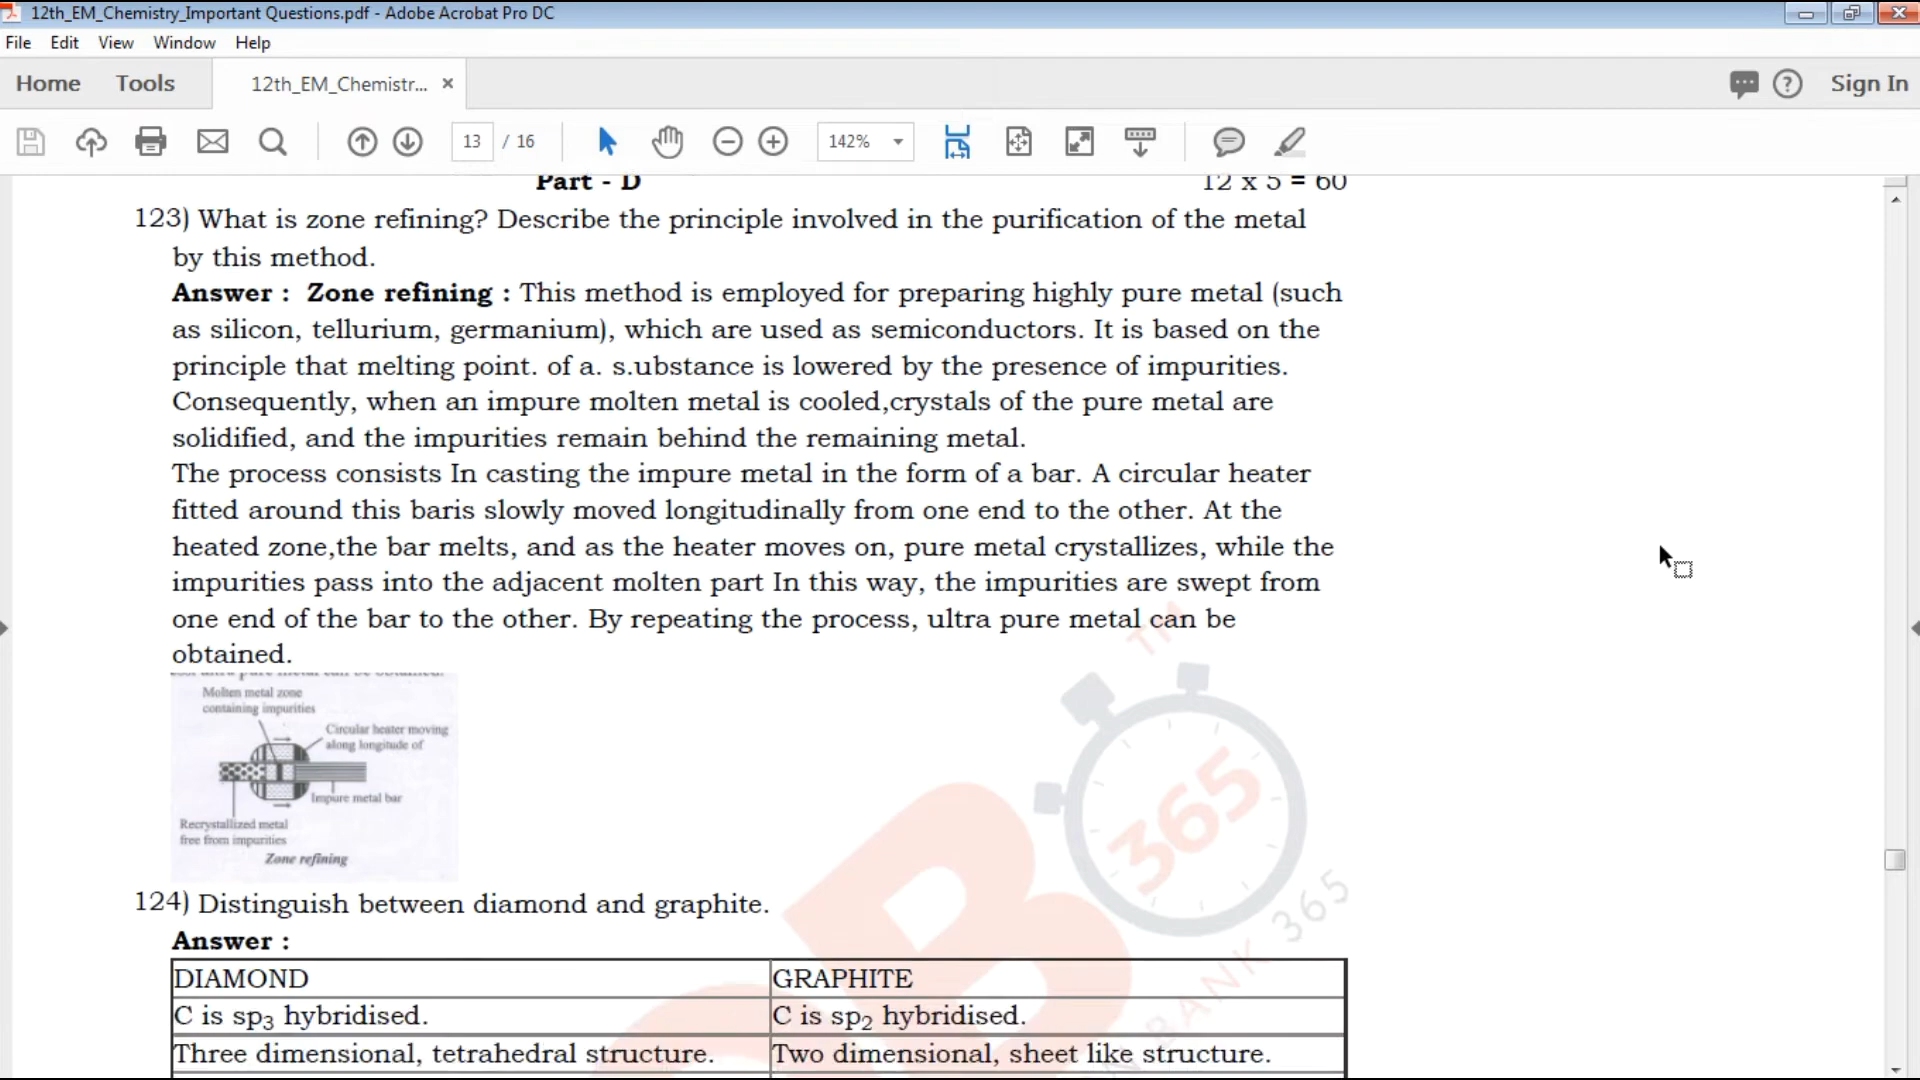 12th_EM_Chemistry_Important Questions.pdf - Adobe Acrobat Pro DC
File Edit View Window Help
Home Tools 12th_EM_Chemistr... × Sign In
13 / 16 142%
Part - D 12 x 5 = 60
123) What is zone refining? Describe the principle involved in the purification of the metal
by this method.
Answer : Zone refining : This method is employed for preparing highly pure metal (such
as silicon, tellurium, germanium), which are used as semiconductors. It is based on the
principle that melting point. of a. s.ubstance is lowered by the presence of impurities.
Consequently, when an impure molten metal is cooled,crystals of the pure metal are
solidified, and the impurities remain behind the remaining metal.
The process consists In casting the impure metal in the form of a bar. A circular heater
fitted around this baris slowly moved longitudinally from one end to the other. At the
heated zone,the bar melts, and as the heater moves on, pure metal crystallizes, while the
impurities pass into the adjacent molten part In this way, the impurities are swept from
one end of the bar to the other. By repeating the process, ultra pure metal can be
obtained.
Molten metal zone
containing impurities
Circular heater moving
along longitude of
Impure metal bar
Recrystallized metal
free from impurities
Zone refining
TM
365
BANK 365
124) Distinguish between diamond and graphite.
Answer :
DIAMOND GRAPHITE
C is sp3 hybridised. C is sp2 hybridised.
Three dimensional, tetrahedral structure. Two dimensional, sheet like structure.